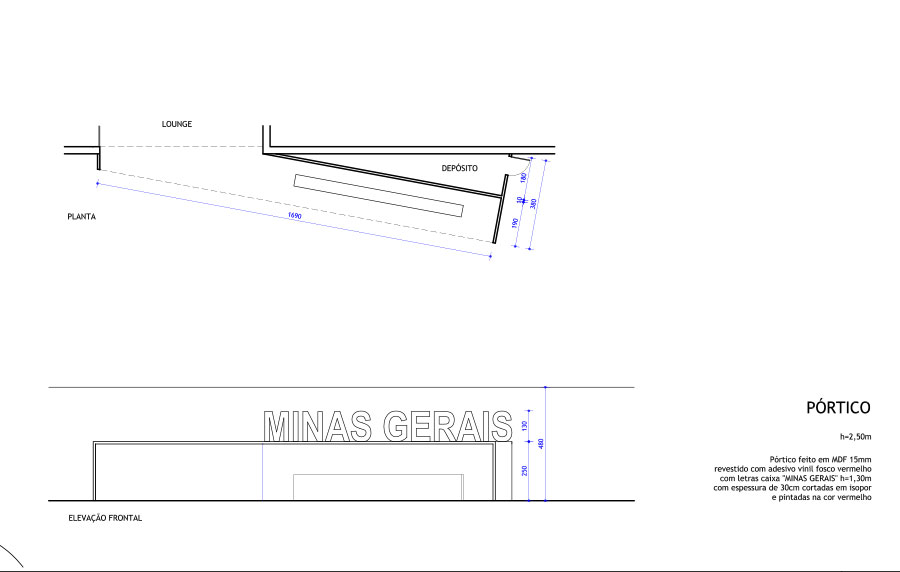 LOUNGE
DEPÓSITO
180
10
380
190
PLANTA
1690
MINAS GERAIS
130
480
250
ELEVAÇÃO FRONTAL
PÓRTICO
h=2,50m
Pórtico feito em MDF 15mm
revestido com adesivo vinil fosco vermelho
com letras caixa "MINAS GERAIS" h=1,30m
com espessura de 30cm cortadas em isopor
e pintadas na cor vermelho